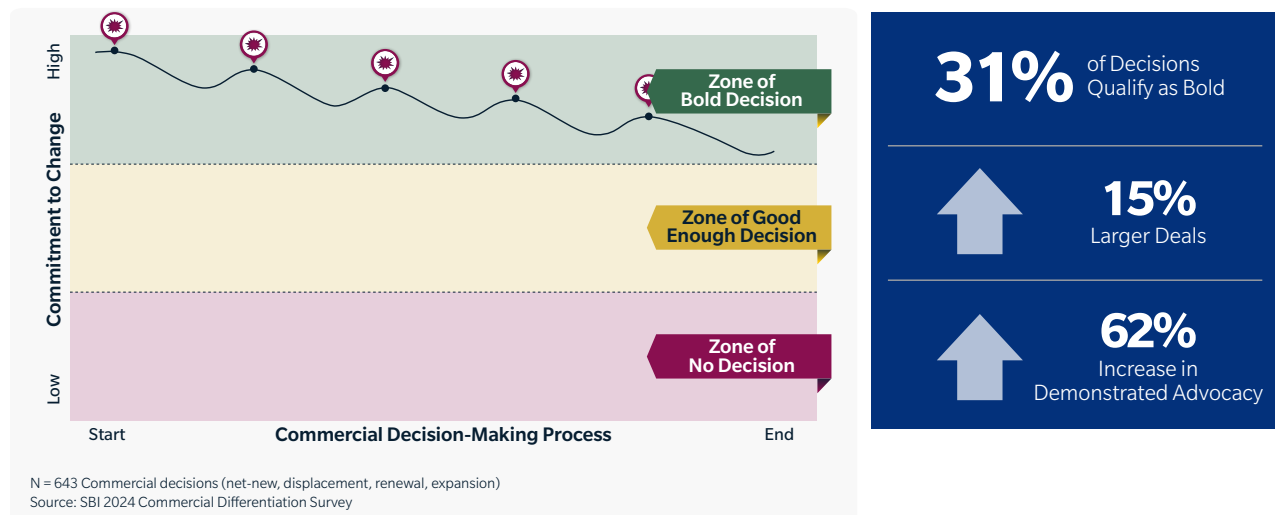 High
Commitment to Change
Low
Zone of
Bold Decision
Zone of Good
Enough Decision
Zone of
No Decision
Start
Commercial Decision-Making Process
End
N = 643 Commercial decisions (net-new, displacement, renewal, expansion)
Source: SBI 2024 Commercial Differentiation Survey
31%
of Decisions
Qualify as Bold
15%
Larger Deals
62%
Increase in
Demonstrated Advocacy